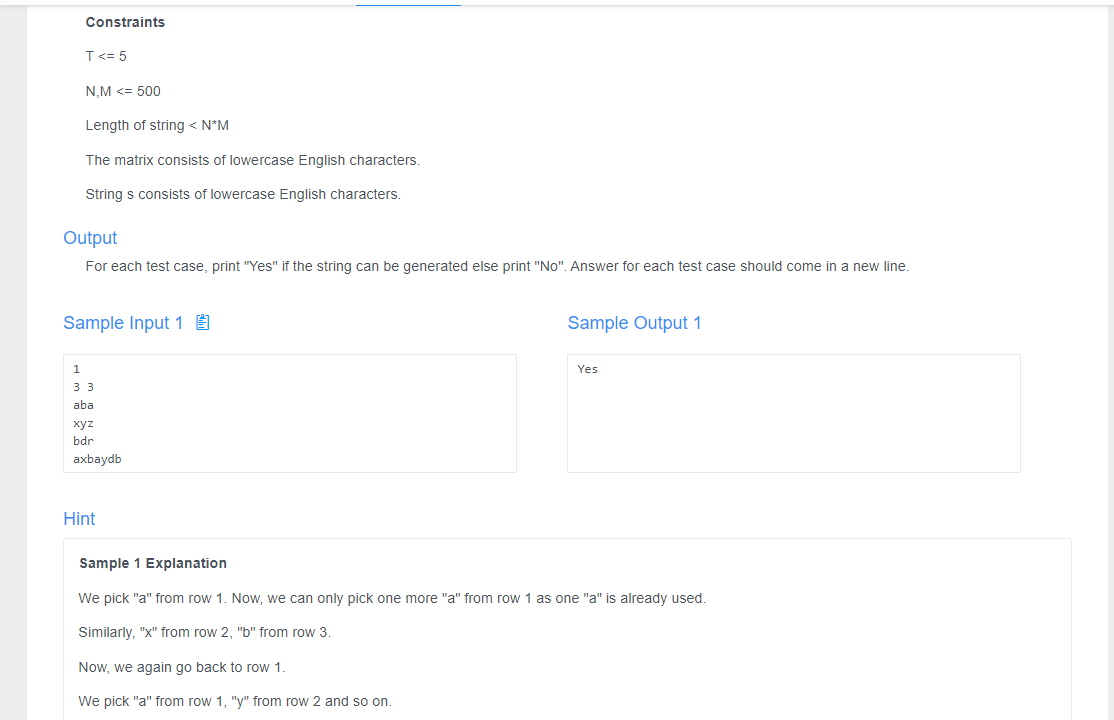 Constraints
T <= 5
N,M <= 500
Length of string < N*M
The matrix consists of lowercase English characters.
String s consists of lowercase English characters.
Output
For each test case, print "Yes" if the string can be generated else print "No". Answer for each test case should come in a new line.
Sample Input 1
1
3 3
aba
xyz
bdr
axbaydb
Sample Output 1
Yes
Hint
Sample 1 Explanation
We pick "a" from row 1. Now, we can only pick one more "a" from row 1 as one "a" is already used.
Similarly, "x" from row 2, "b" from row 3.
Now, we again go back to row 1.
We pick "a" from row 1, "y" from row 2 and so on.